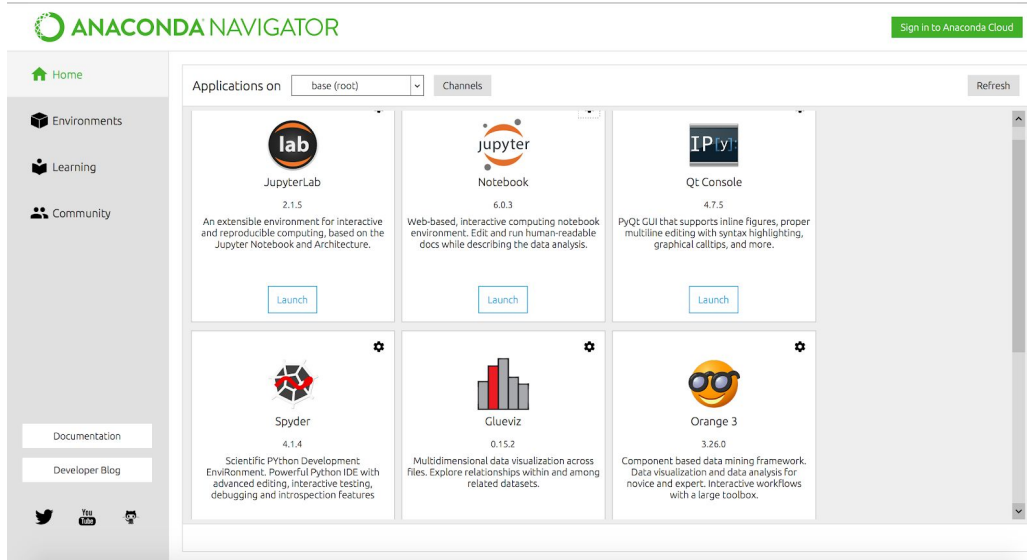 ANACONDA NAVIGATOR
Sign in to Anaconda Cloud
Home
Environments
Learning
Community
Documentation
Developer Blog
You
Tube
Applications on
base (root)
Channels
Refresh
lab
JupyterLab
2.1.5
An extensible environment for interactive
and reproducible computing, based on the
Jupyter Notebook and Architecture.
Launch
jupyter
Notebook
6.0.3
Web-based, interactive computing notebook
environment. Edit and run human-readable
docs while describing the data analysis.
Launch
IP[y]:
Qt Console
4.7.5
PyQt GUI that supports inline figures, proper
multiline editing with syntax highlighting,
graphical calltips, and more.
Launch
Spyder
4.1.4
Scientific PYthon Development
EnviRonment. Powerful Python IDE with
advanced editing, interactive testing,
debugging and introspection features
Glueviz
0.15.2
Multidimensional data visualization across
files. Explore relationships within and among
related datasets.
Orange 3
3.26.0
Component based data mining framework.
Data visualization and data analysis for
novice and expert. Interactive workflows
with a large toolbox.